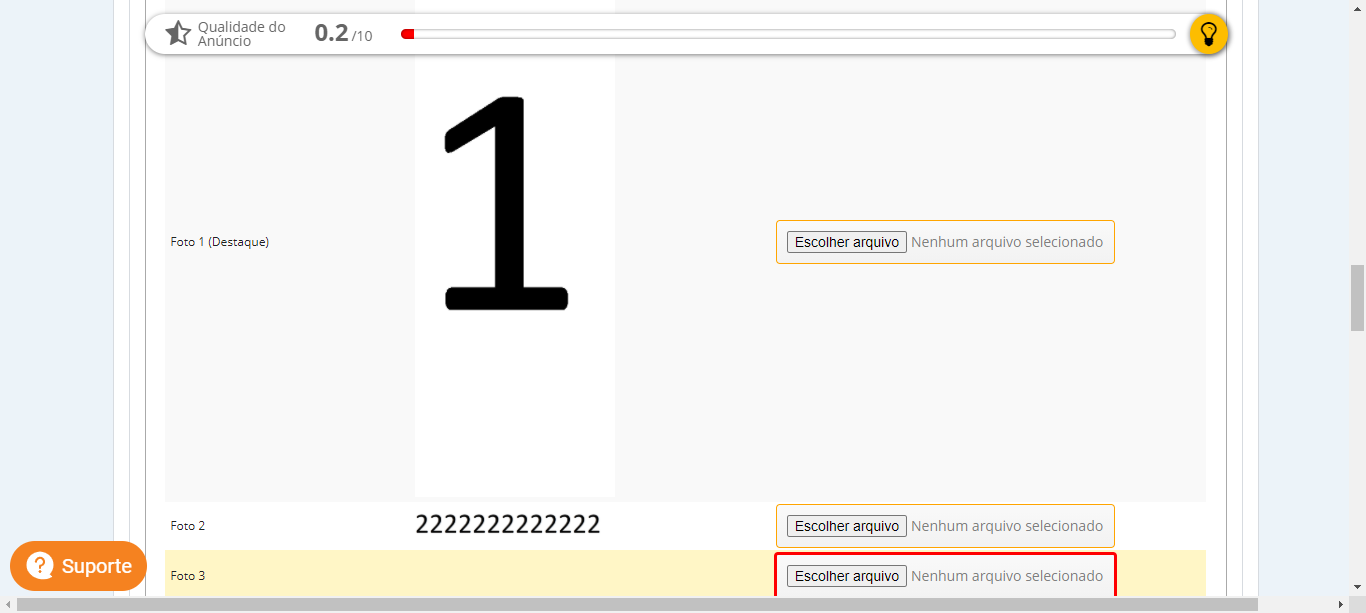 Qualidade do
Anúncio
0.2 /10
1
Foto 1 (Destaque)
Escolher arquivo Nenhum arquivo selecionado
Foto 2
2222222222222
Escolher arquivo Nenhum arquivo selecionado
? Suporte
Foto 3
Escolher arquivo Nenhum arquivo selecionado